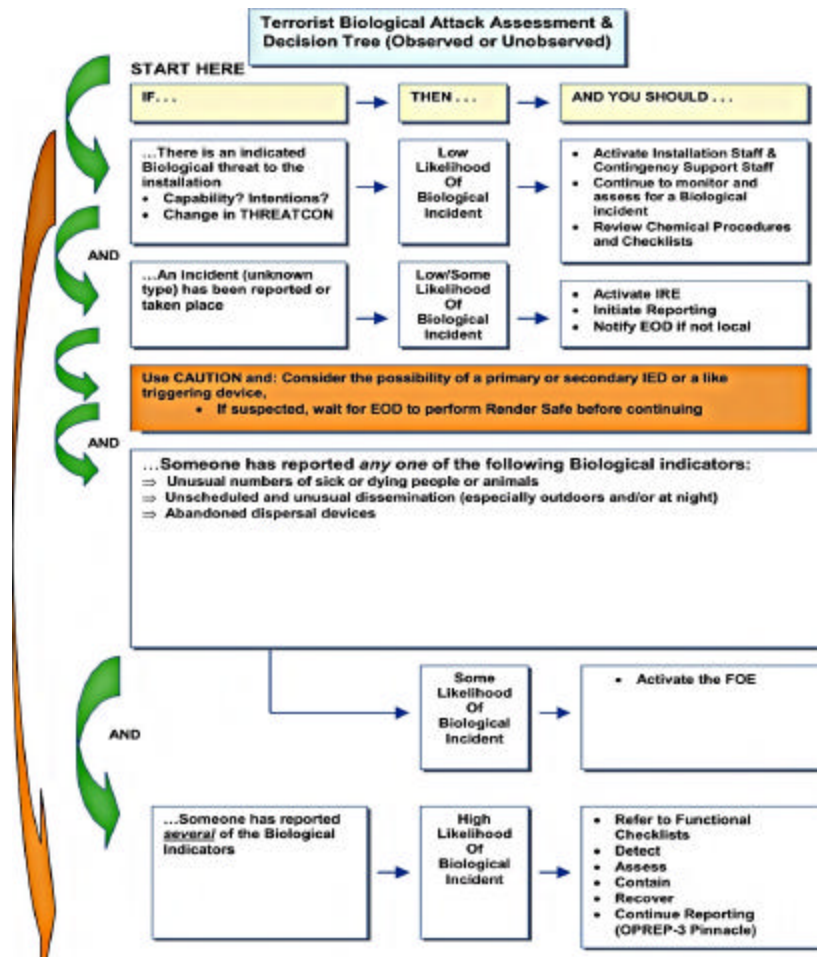 Terrorist Biological Attack Assessment &
Decision Tree (Observed or Unobserved)
START HERE
IF. . .
THEN . . .
AND YOU SHOULD . . .
...There is an indicated
Biological threat to the
installation
• Capability? Intentions?
• Change in THREATCON
Low
Likelihood
Of
Biological
Incident
• Activate Installation Staff &
Contingency Support Staff
• Continue to monitor and
assess for a Biological
incident
• Review Chemical Procedures
and Checklists
AND
...An Incident (unknown
type) has been reported or
taken place
Low/Some
Likelihood
Of
Biological
Incident
• Activate IRE
• Initiate Reporting
• Notify EOD if not local
Use CAUTION and: Consider the possibility of a primary or secondary IED or a like
triggering device,
• If suspected, wait for EOD to perform Render Safe before continuing
AND
...Someone has reported any one of the following Biological indicators:
⇒ Unusual numbers of sick or dying people or animals
⇒ Unscheduled and unusual dissemination (especially outdoors and/or at night)
⇒ Abandoned dispersal devices
Some
Likelihood
Of
Biological
Incident
• Activate the FOE
AND
...Someone has reported
several of the Biological
Indicators
High
Likelihood
Of
Biological
Incident
• Refer to Functional
Checklists
• Detect
• Assess
• Contain
• Recover
• Continue Reporting
(OPREP-3 Pinnacle)